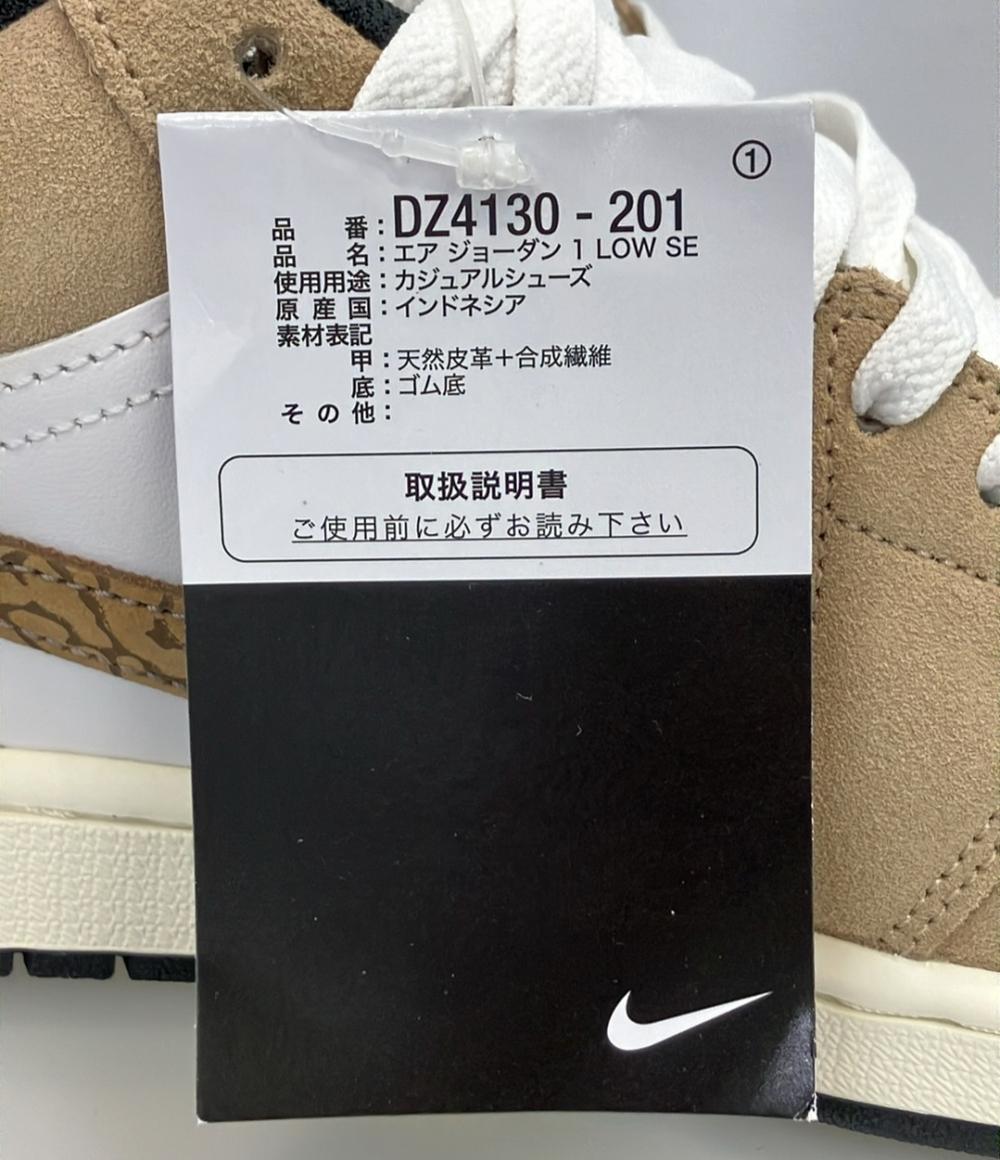 ①
品番：DZ4130 - 201
品名：エア ジョーダン 1 LOW SE
使用用途：カジュアルシューズ
原産国：インドネシア
素材表記
甲：天然皮革＋合成繊維
底：ゴム底
その他：
取扱説明書
ご使用前に必ずお読み下さい